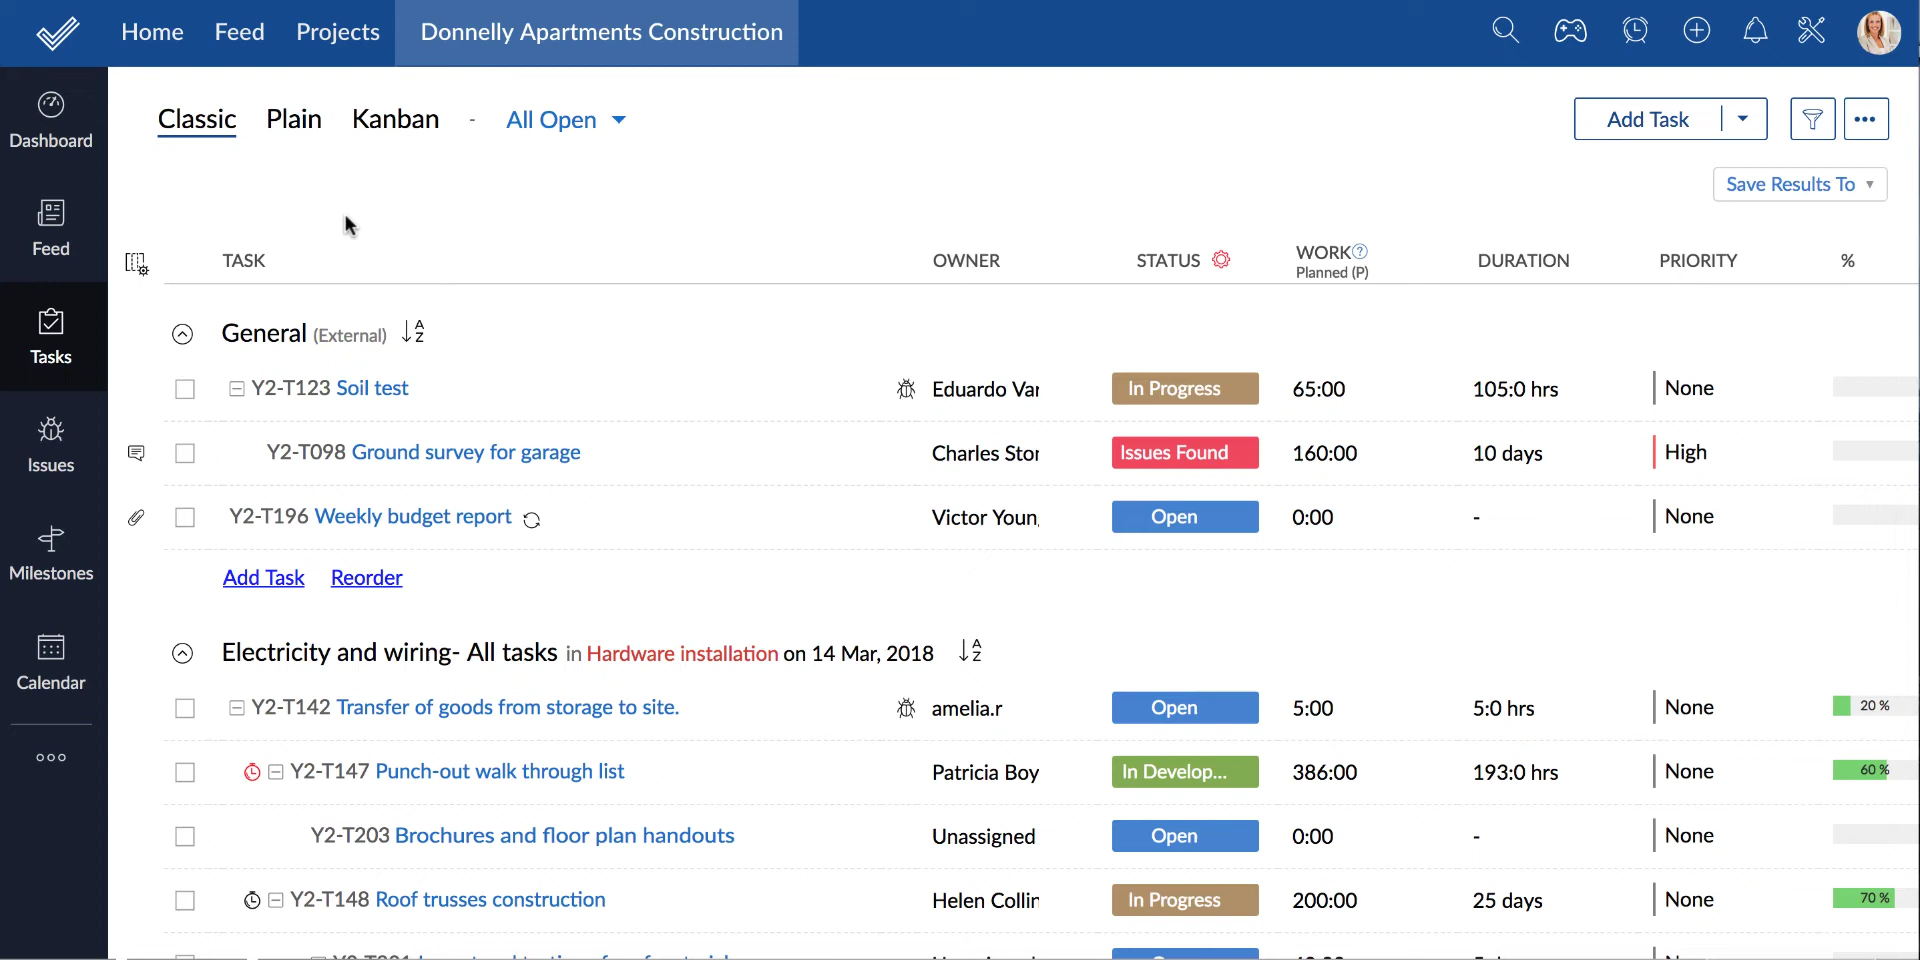 Home Feed Projects Donnelly Apartments Construction
Dashboard
Feed
Tasks
Issues
Milestones
Calendar
Classic Plain Kanban - All Open
Add Task
Save Results To
TASK OWNER STATUS WORK DURATION PRIORITY %
Planned (P)
General (External)
Y2-T123 Soil test Eduardo Var In Progress 65:00 105:0 hrs None
Y2-T098 Ground survey for garage Charles Stor Issues Found 160:00 10 days High
Y2-T196 Weekly budget report Victor Youn Open 0:00 - None
Add Task Reorder
Electricity and wiring- All tasks in Hardware installation on 14 Mar, 2018
Y2-T142 Transfer of goods from storage to site. amelia.r Open 5:00 5:0 hrs None 20 %
Y2-T147 Punch-out walk through list Patricia Boy In Develop... 386:00 193:0 hrs None 60 %
Y2-T203 Brochures and floor plan handouts Unassigned Open 0:00 - None
Y2-T148 Roof trusses construction Helen Collin In Progress 200:00 25 days None 70 %